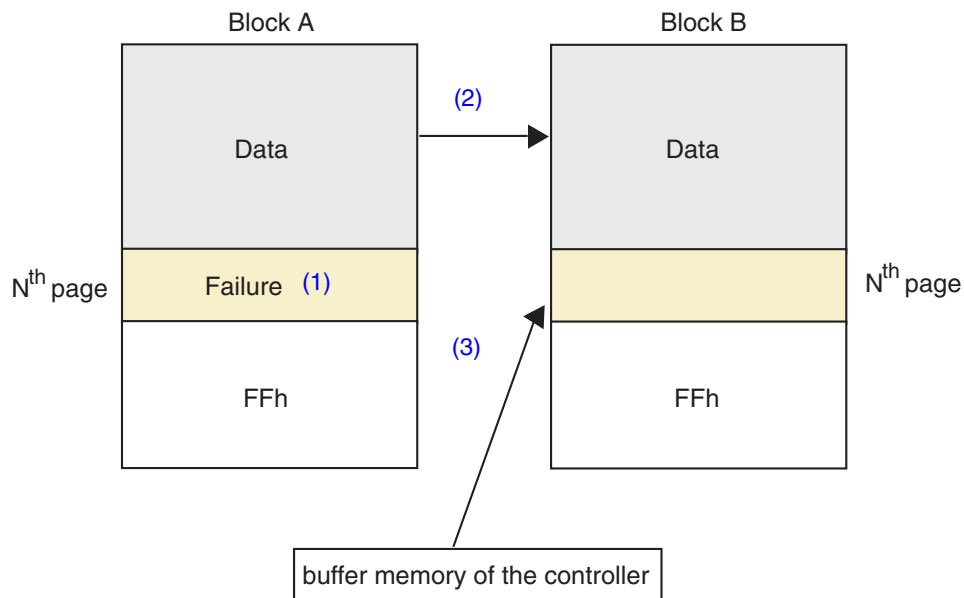 Block A
Block B
(2)
Data
Data
Nth page
Failure (1)
Nth page
(3)
FFh
FFh
buffer memory of the controller